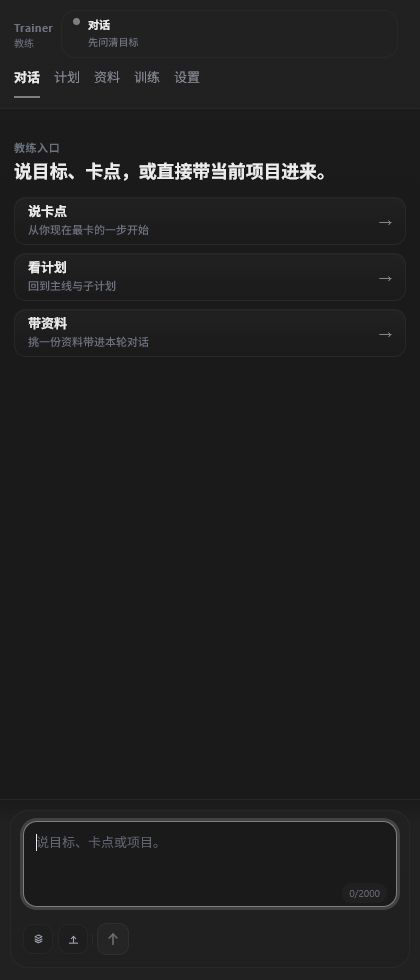 Trainer
教练
对话
先问清目标
对话 计划 资料 训练 设置
教练入口
说目标、卡点，或直接带当前项目进来。
说卡点
从你现在最卡的一步开始
→
看计划
回到主线与子计划
→
带资料
挑一份资料带进本轮对话
→
说目标、卡点或项目。
0/2000